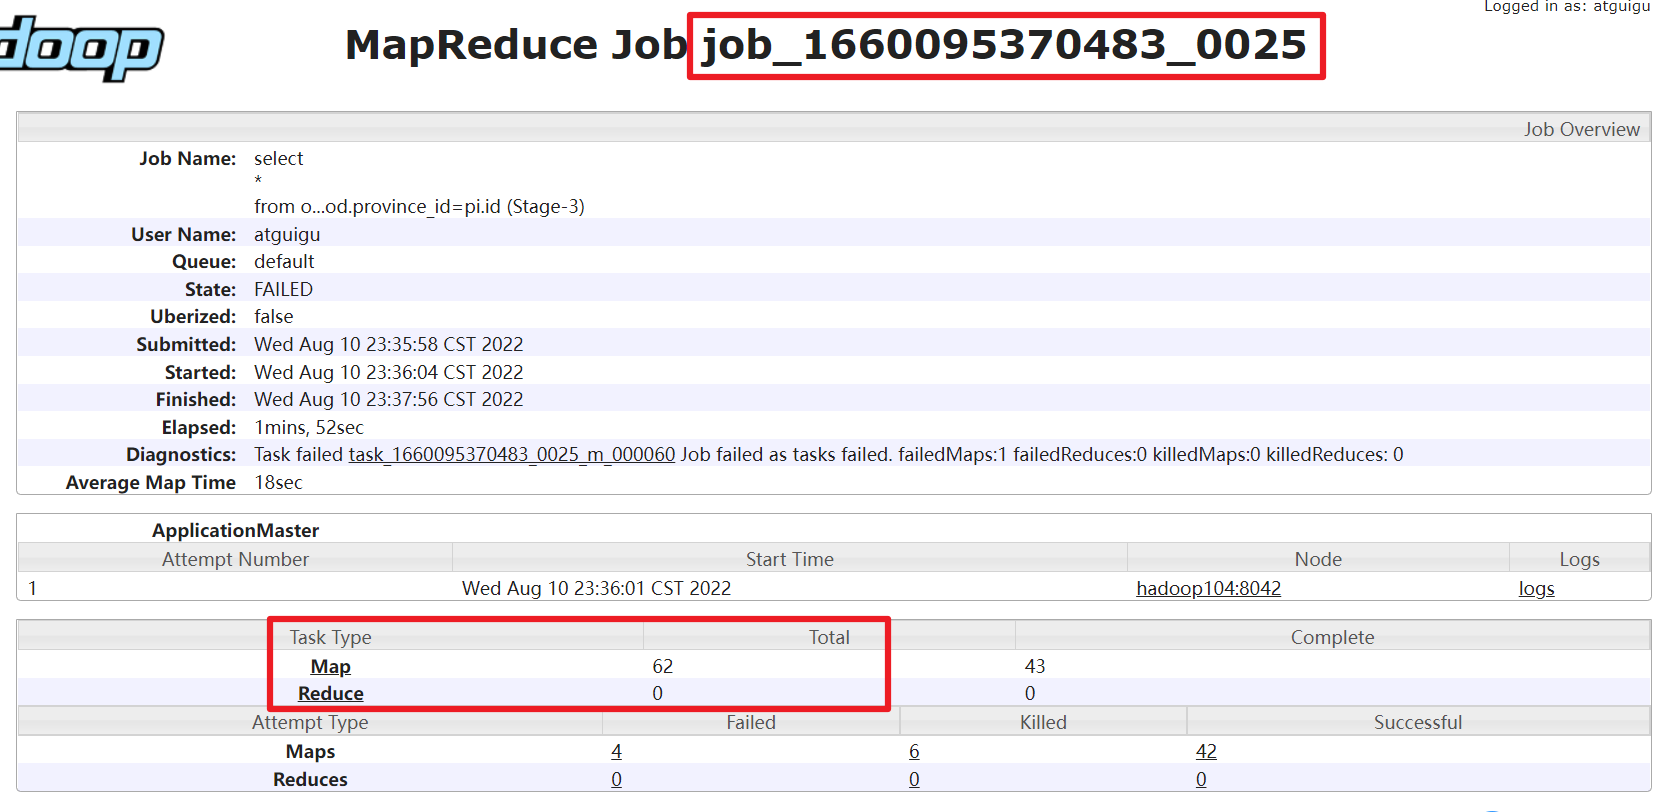 Logged in as: atguigu
doop
MapReduce Job job_1660095370483_0025
Job Overview
Job Name: select
*
from o...od.province_id=pi.id (Stage-3)
User Name: atguigu
Queue: default
State: FAILED
Uberized: false
Submitted: Wed Aug 10 23:35:58 CST 2022
Started: Wed Aug 10 23:36:04 CST 2022
Finished: Wed Aug 10 23:37:56 CST 2022
Elapsed: 1mins, 52sec
Diagnostics: Task failed task_1660095370483_0025_m_000060 Job failed as tasks failed. failedMaps:1 failedReduces:0 killedMaps:0 killedReduces: 0
Average Map Time 18sec
ApplicationMaster
Attempt Number Start Time Node Logs
1 Wed Aug 10 23:36:01 CST 2022 hadoop104:8042 logs
Task Type Total Complete
Map 62 43
Reduce 0 0
Attempt Type Failed Killed Successful
Maps 4 6 42
Reduces 0 0 0